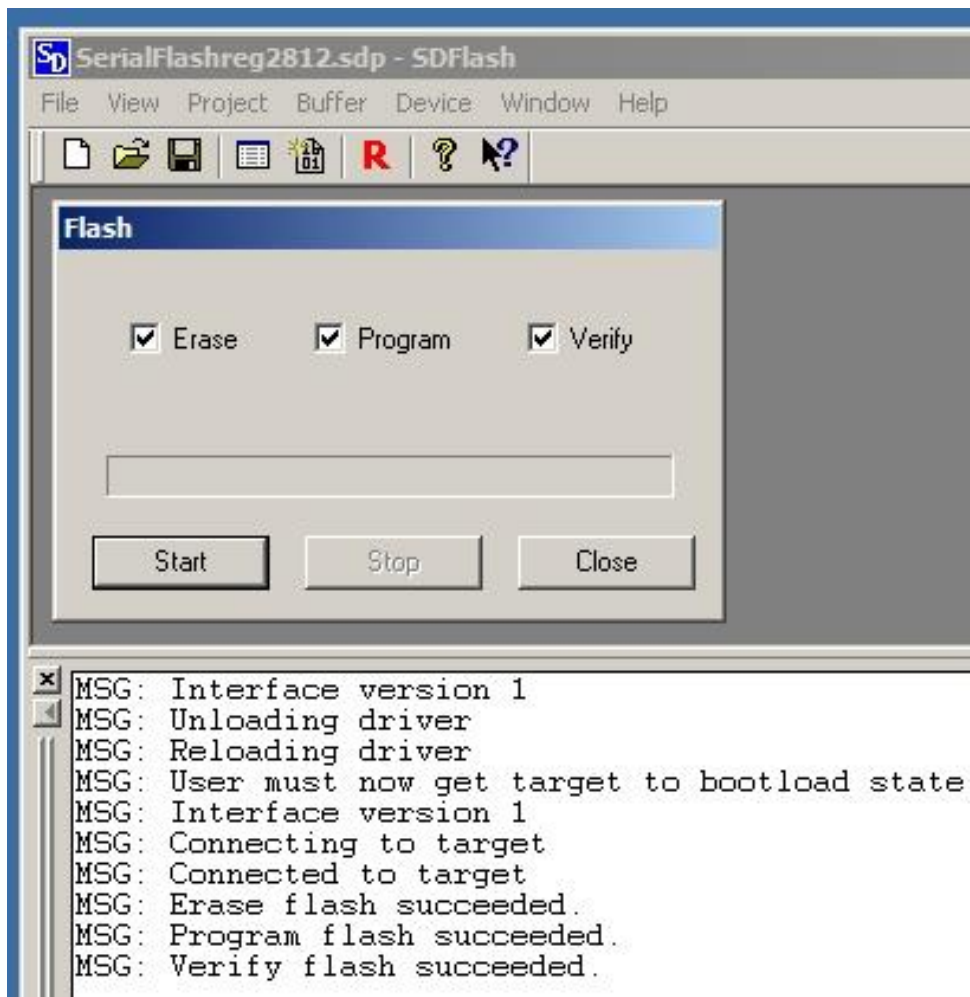 SD SerialFlashreg2812.sdp - SDFlash
File View Project Buffer Device Window Help
01 R ? ?
Flash
Erase Program Verify
Start Stop Close
MSG: Interface version 1
MSG: Unloading driver
MSG: Reloading driver
MSG: User must now get target to bootload state
MSG: Interface version 1
MSG: Connecting to target
MSG: Connected to target
MSG: Erase flash succeeded.
MSG: Program flash succeeded.
MSG: Verify flash succeeded.